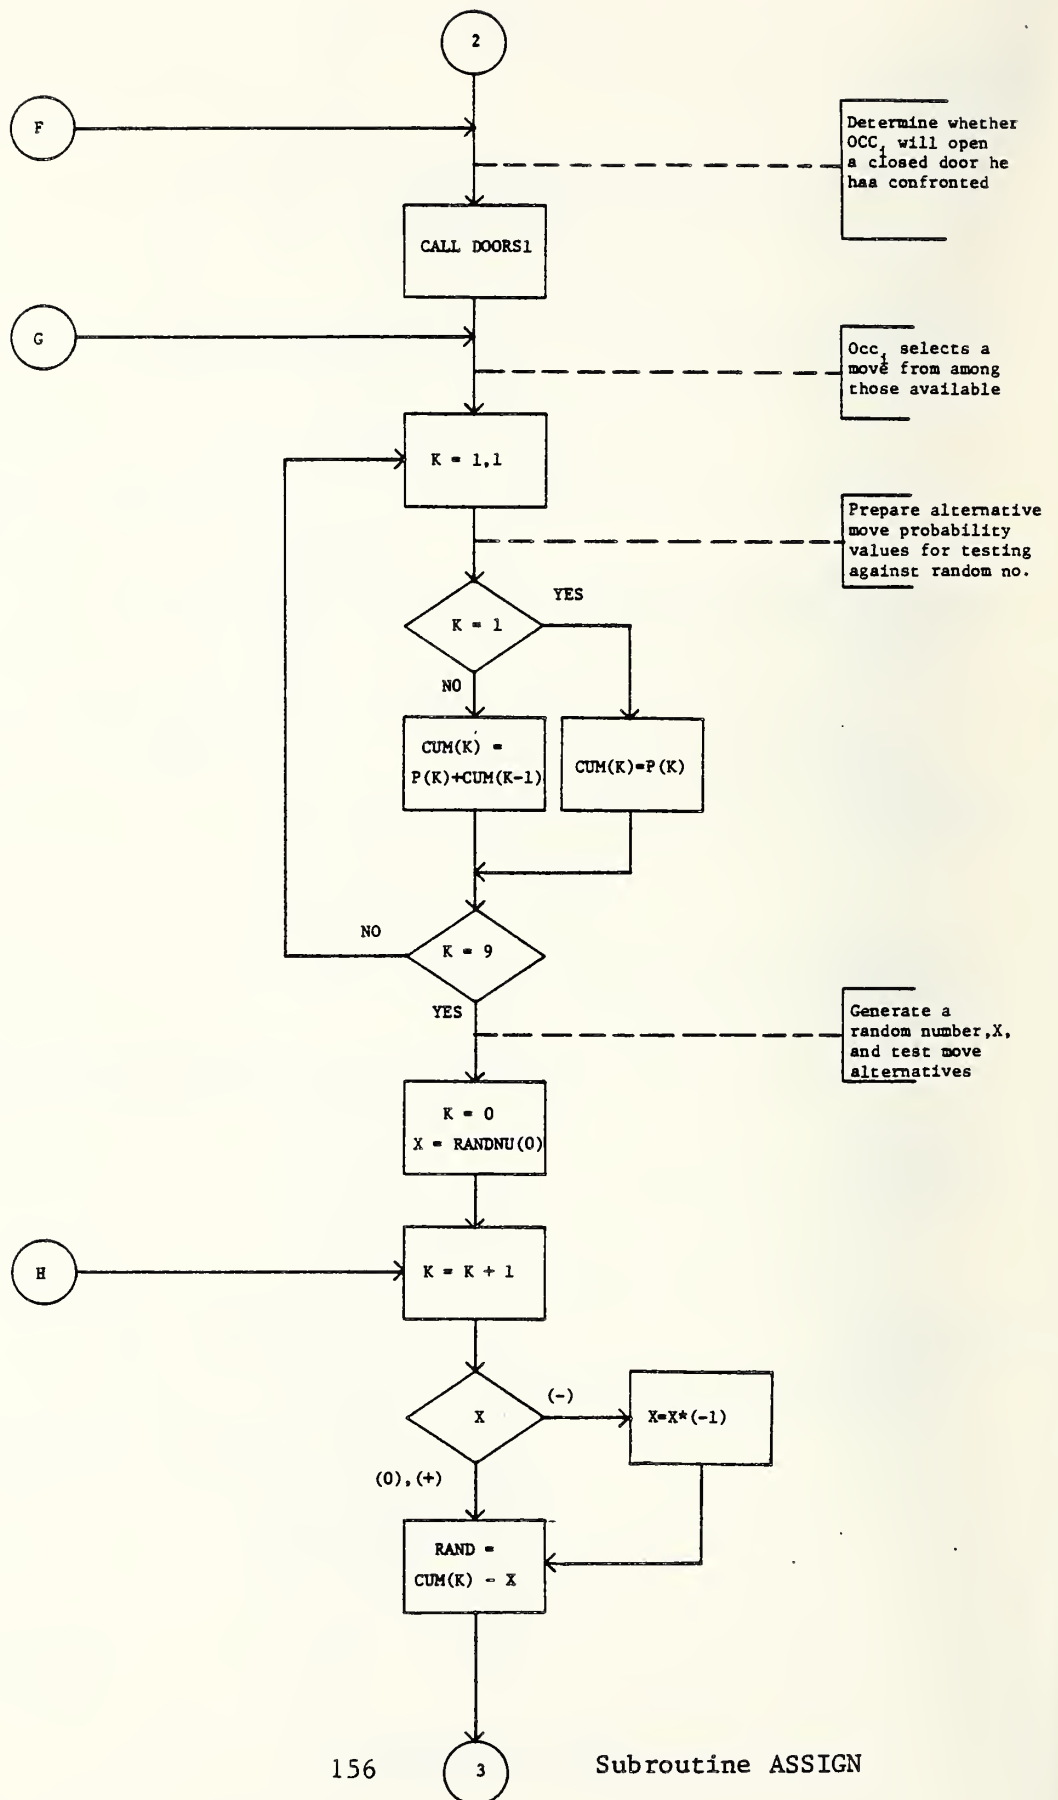 2
F
Determine whether
OCCi will open
a closed door he
haa confronted
CALL DOORS1
G
Occi selects a
move from among
those available
K = 1,1
Prepare alternative
move probability
values for testing
against random no.
YES
K = 1
NO
CUM(K) =
P(K)+CUM(K-1)
CUM(K)=P(K)
NO
K = 9
YES
Generate a
random number,X,
and test move
alternatives
K = 0
X = RANDNU(0)
H
K = K + 1
(-)
X
X=X*(-1)
(0),(+)
RAND =
CUM(K) - X
3
156
Subroutine ASSIGN